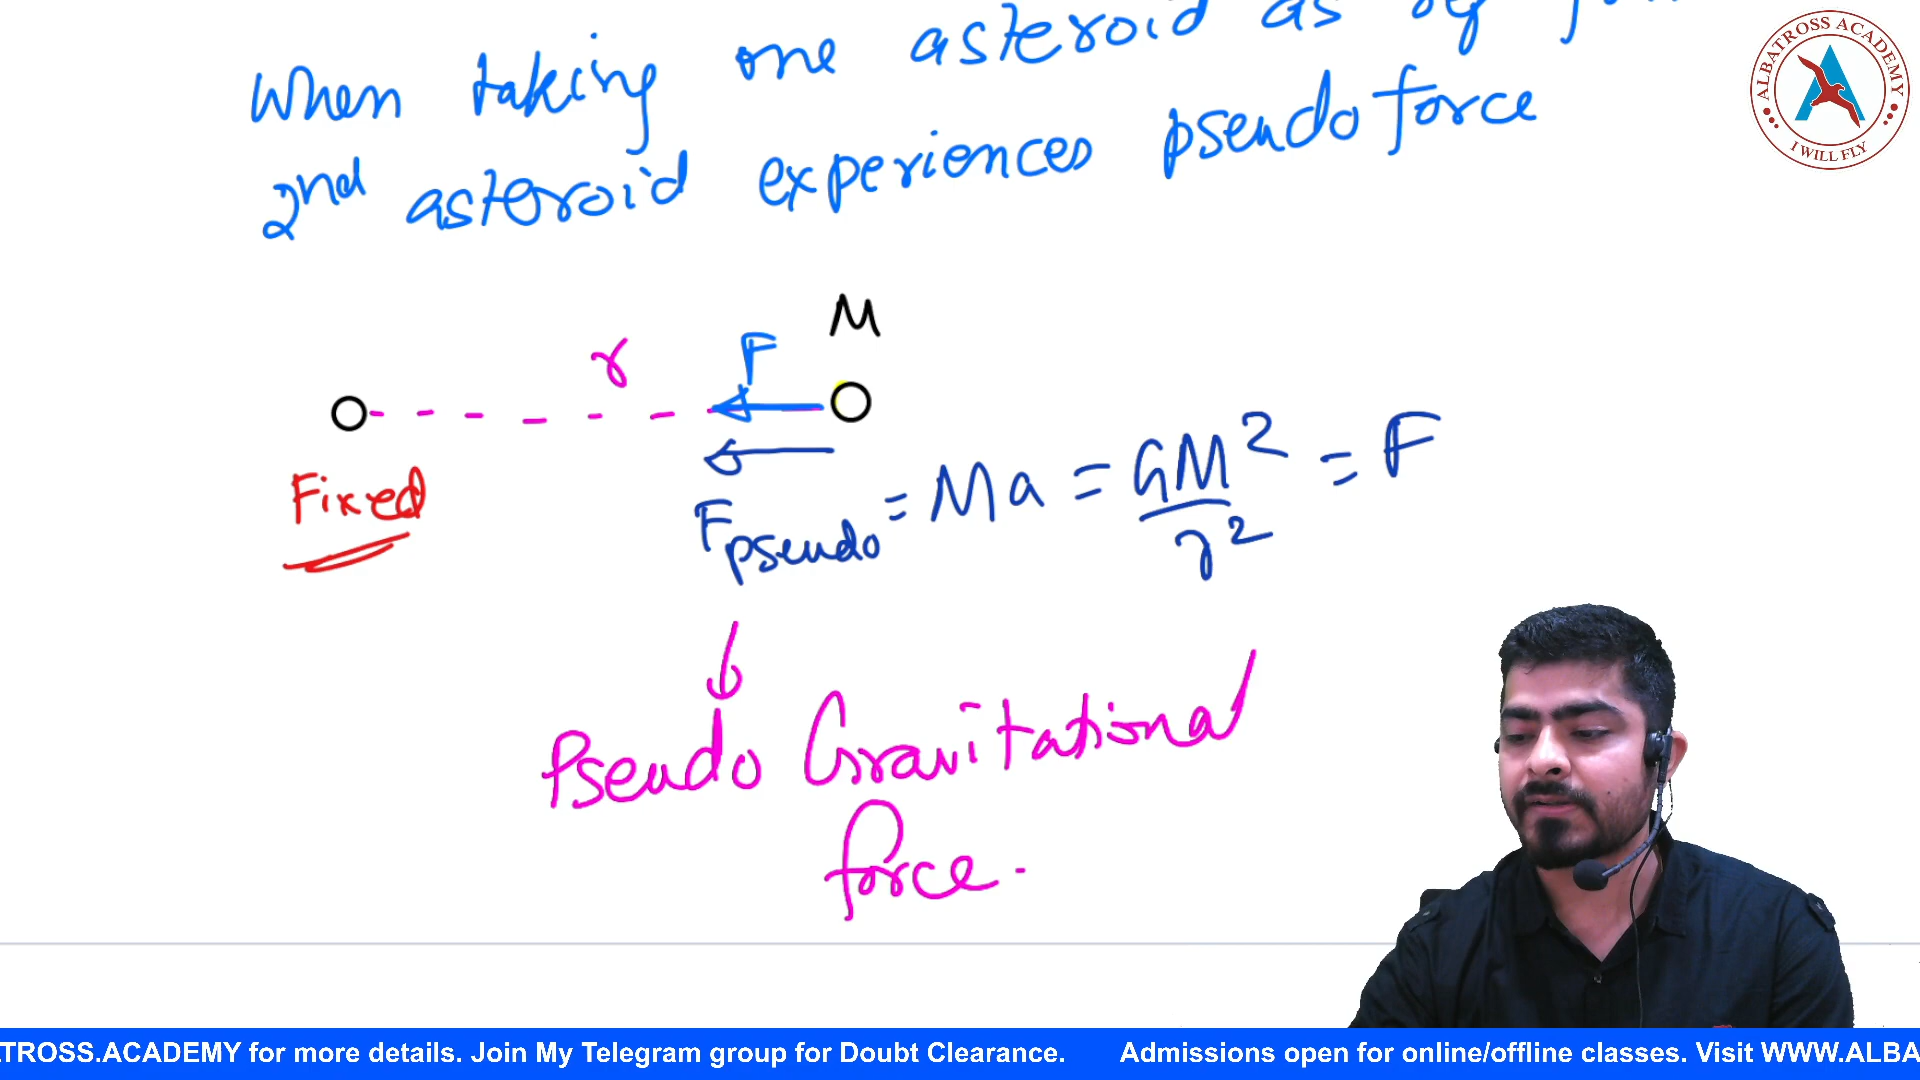 When taking one asteroid as
2nd asteroid experiences pseudo force
M
r
F
Fixed
Fpseudo = Ma = GM²/r² = F
Pseudo Gravitational
force.
ALBATROSS ACADEMY
I WILL FLY
TROSS.ACADEMY for more details. Join My Telegram group for Doubt Clearance. Admissions open for online/offline classes. Visit WWW.ALBA